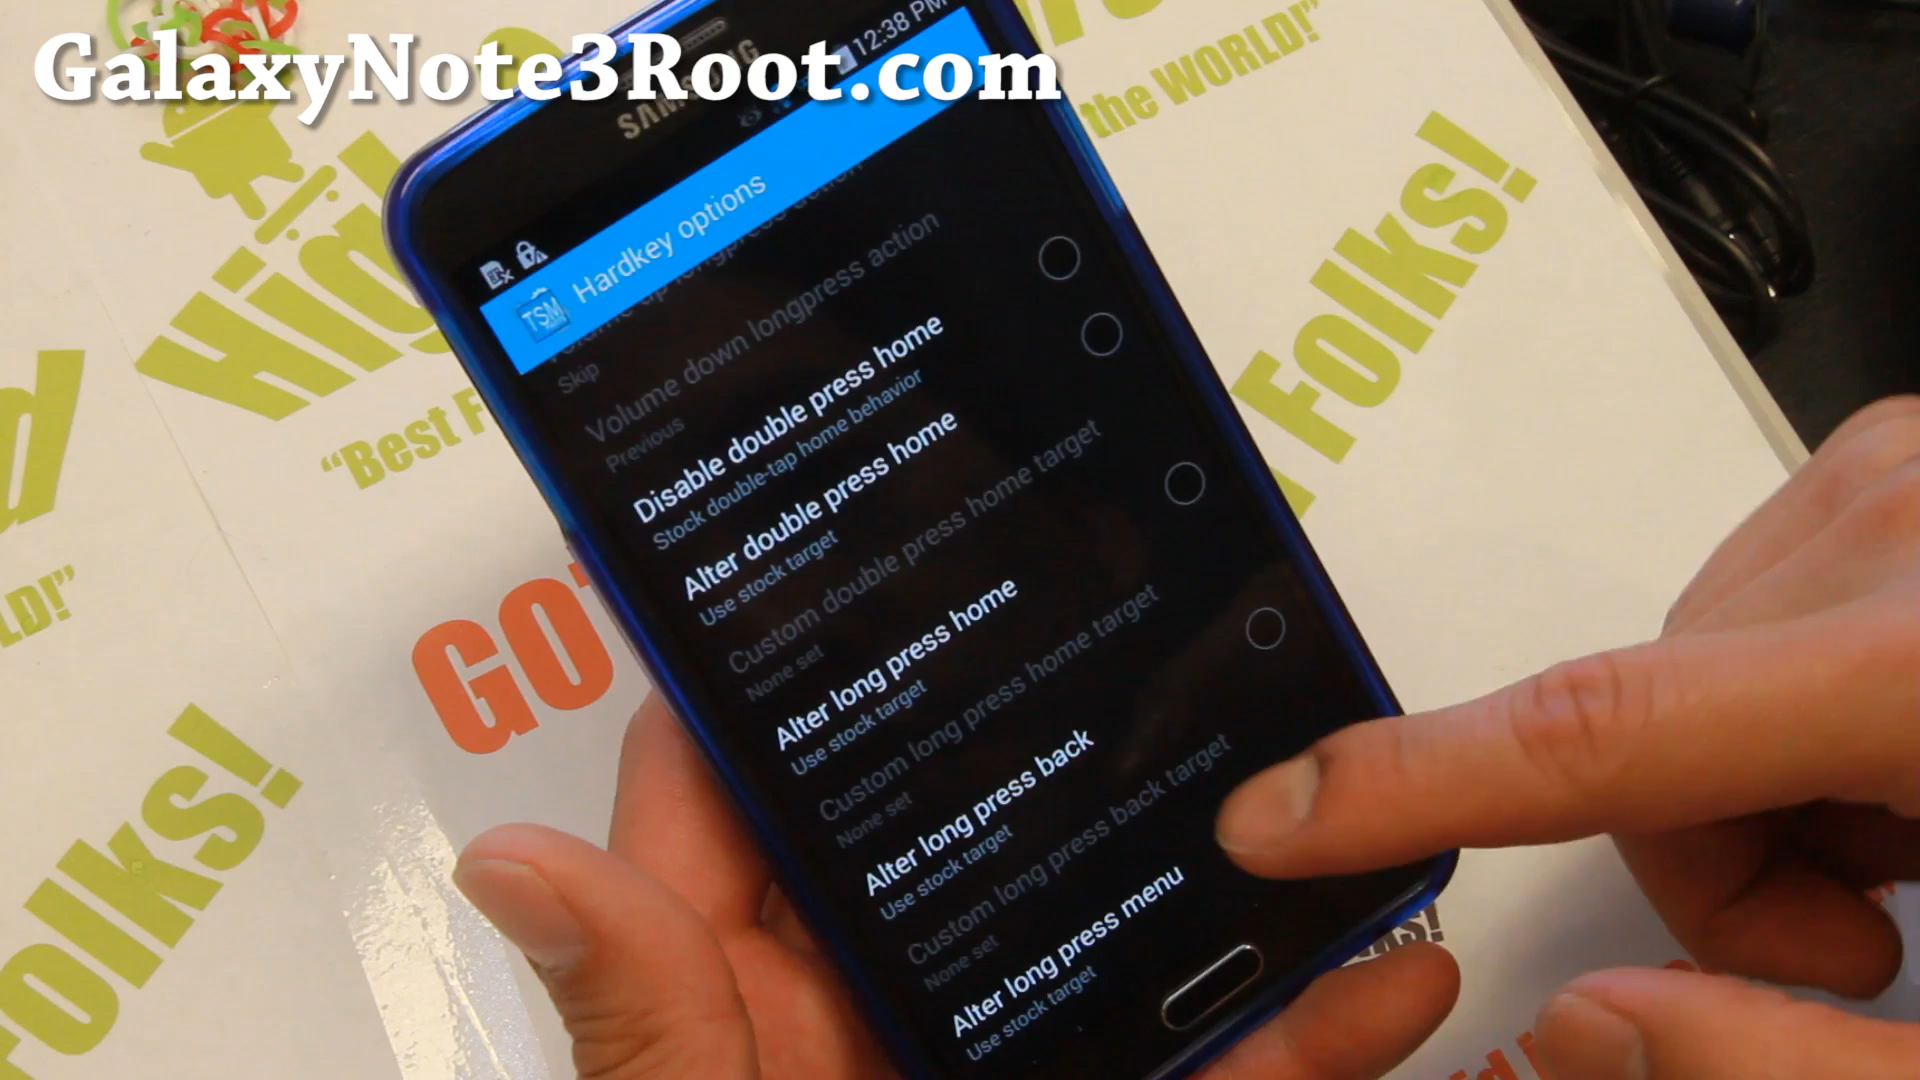 GalaxyNote3Root.com
SAMSUNG
12:38 PM
TSM
Hardkey options
Skip
Volume down longpress action
Previous
Disable double press home
Stock double-tap home behavior
Alter double press home
Use stock target
Custom double press home target
None set
Alter long press home
Use stock target
Custom long press home target
None set
Alter long press back
Use stock target
Custom long press back target
None set
Alter long press menu
Use stock target
the WORLD!"
Folks!
"Best F
GO
LD!"
olks!